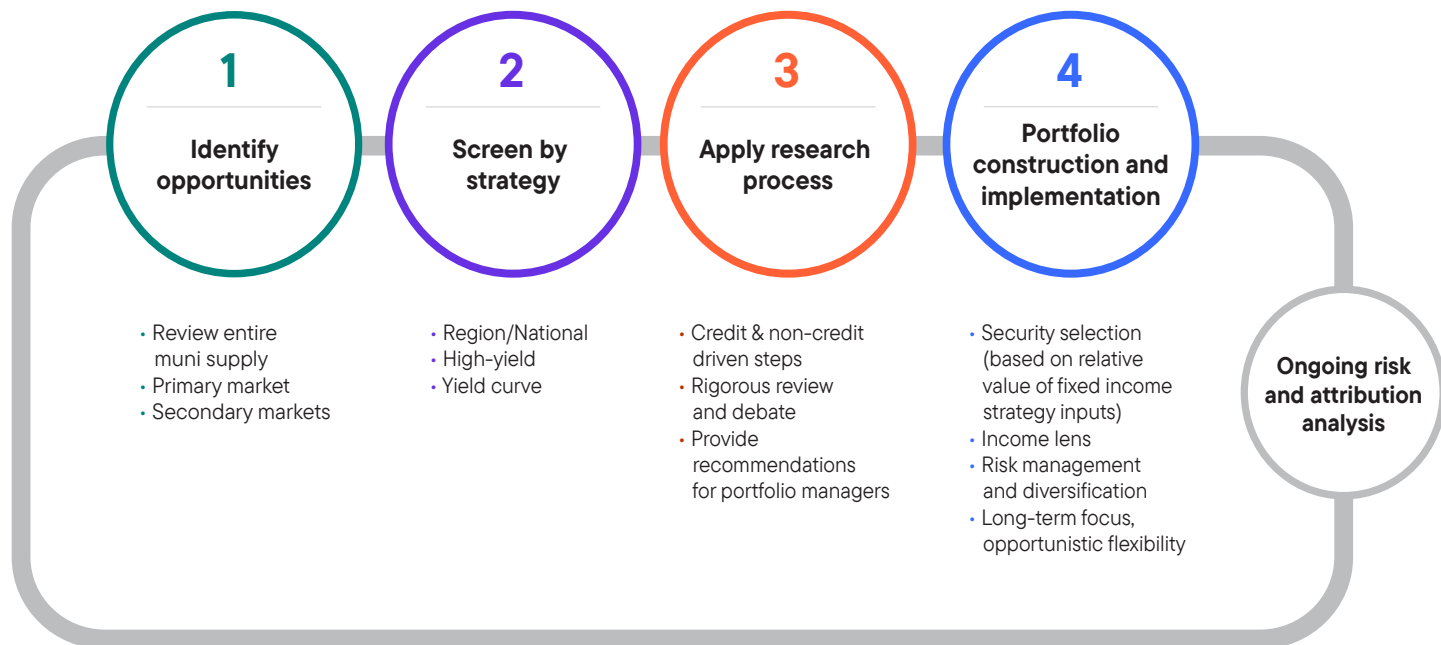 1
Identify
opportunities
• Review entire
muni supply
• Primary market
• Secondary markets
2
Screen by
strategy
• Region/National
• High-yield
• Yield curve
3
Apply research
process
• Credit & non-credit
driven steps
• Rigorous review
and debate
• Provide
recommendations
for portfolio managers
4
Portfolio
construction and
implementation
• Security selection
(based on relative
value of fixed income
strategy inputs)
• Income lens
• Risk management
and diversification
• Long-term focus,
opportunistic flexibility
Ongoing risk
and attribution
analysis